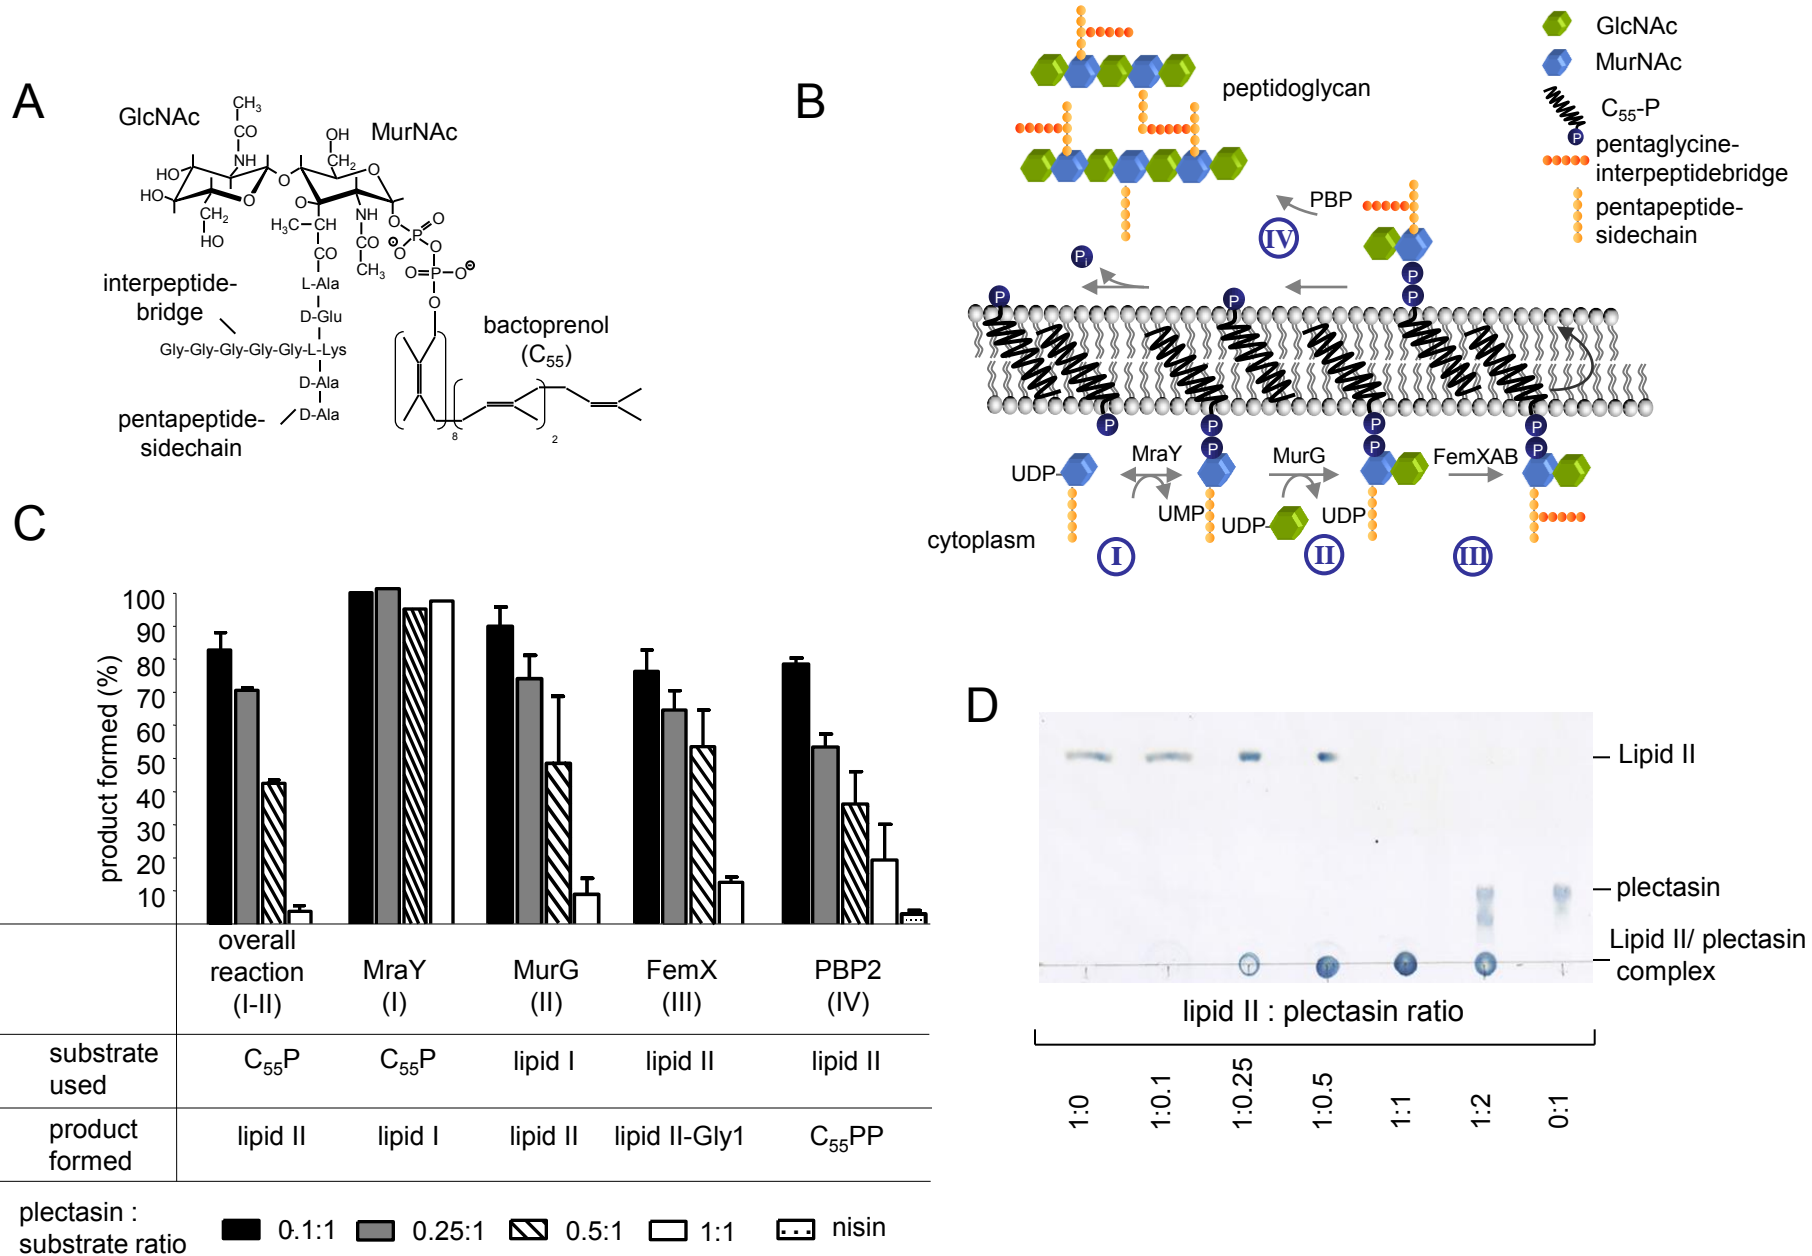 A
GlcNAc
CH3
CO
NH
OH
CH2
MurNAc
HO
HO
O
O
O
CH2
HO
O
H3C-CH
CO
NH
CO
CH3
O
P
O
O⊖
O
O=P-O⊖
O
L-Ala
D-Glu
interpeptide-
bridge
Gly-Gly-Gly-Gly-Gly-L-Lys
D-Ala
D-Ala
pentapeptide-
sidechain
bactoprenol
(C55)
8
2
B
peptidoglycan
GlcNAc
MurNAc
C55-P
P
pentaglycine-
interpeptidebridge
pentapeptide-
sidechain
PBP
IV
Pi
P
P
P
P
P
P
P
P
P
P
P
UDP-
MraY
UMP
MurG
UDP-
UDP
FemXAB
cytoplasm
I
II
III
C
product formed (%)
100
90
80
70
60
50
40
30
20
10
overall
reaction
(I-II)
MraY
(I)
MurG
(II)
FemX
(III)
PBP2
(IV)
substrate
used
C55P
C55P
lipid I
lipid II
lipid II
product
formed
lipid II
lipid I
lipid II
lipid II-Gly1
C55PP
plectasin :
substrate ratio
0.1:1
0.25:1
0.5:1
1:1
nisin
D
Lipid II
plectasin
Lipid II/ plectasin
complex
lipid II : plectasin ratio
1:0
1:0.1
1:0.25
1:0.5
1:1
1:2
0:1